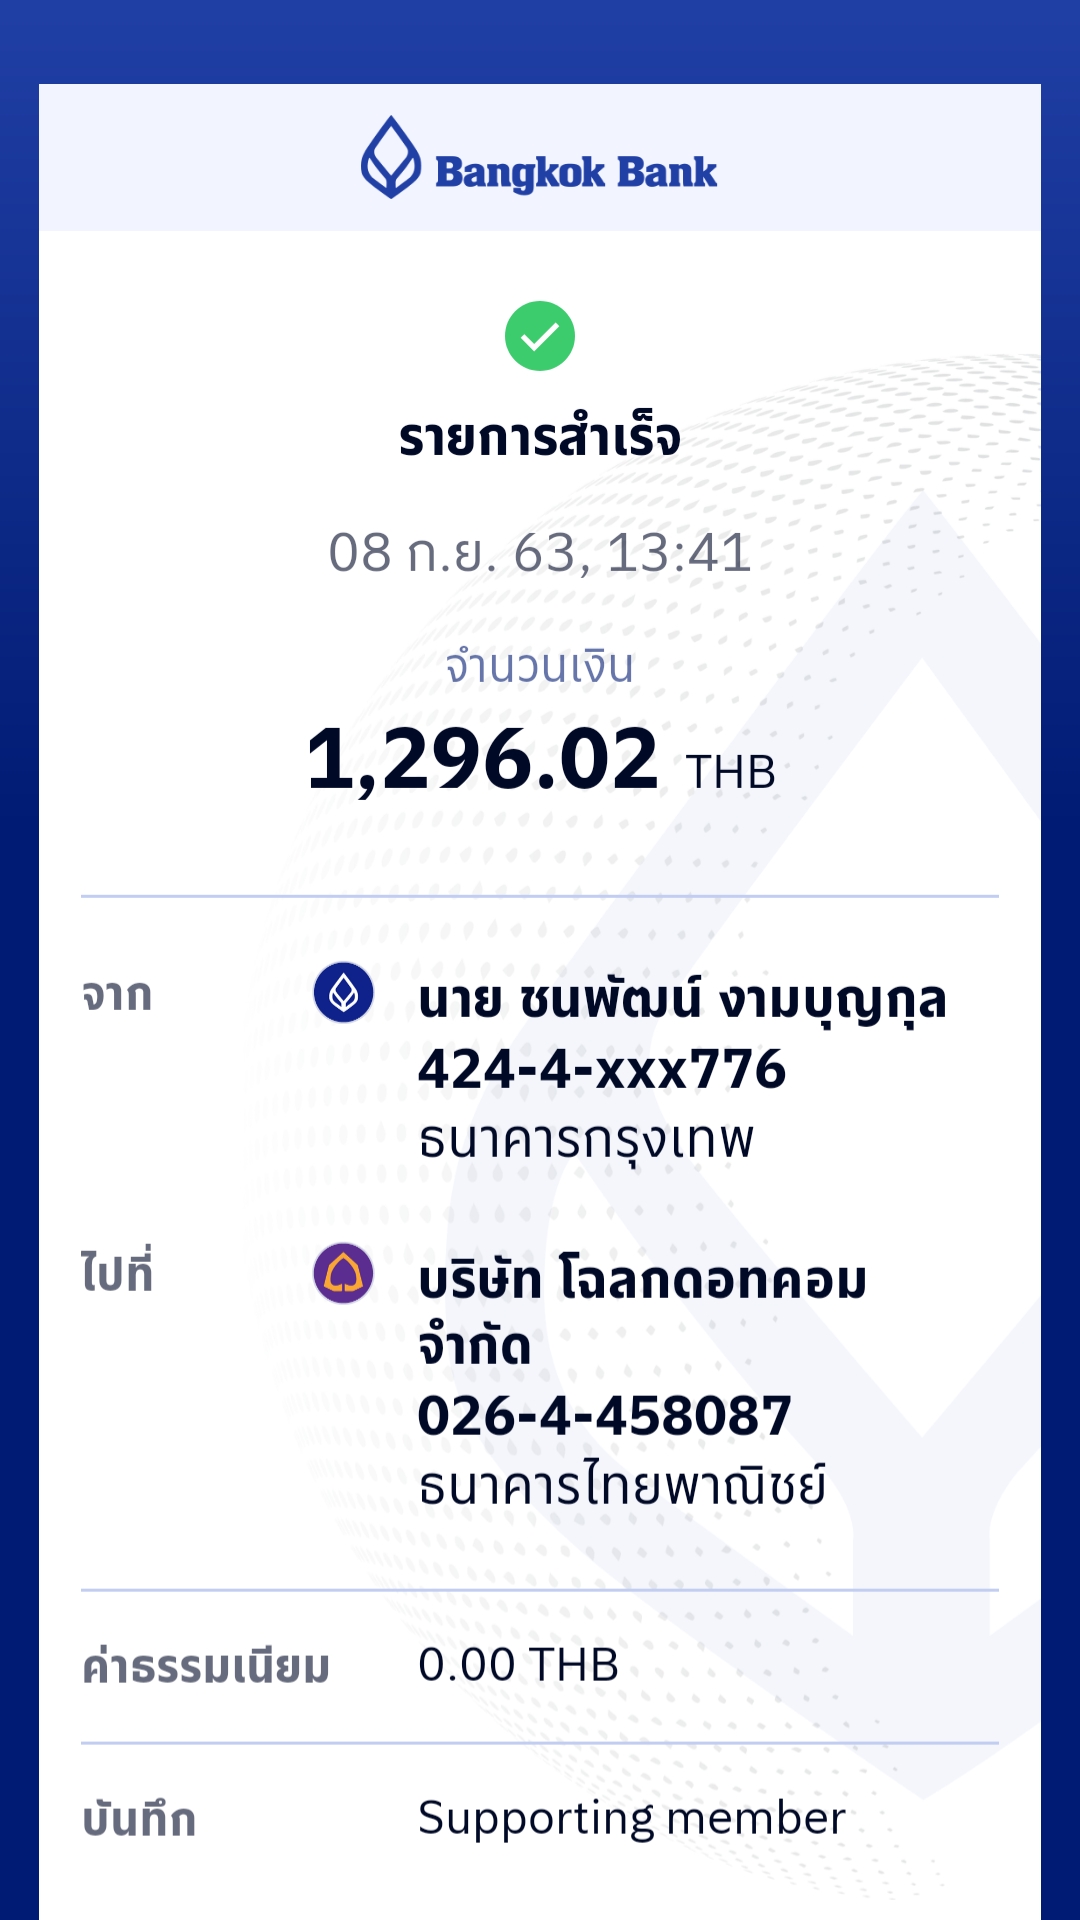 Bangkok Bank
รายการสำเร็จ
08 ก.ย. 63, 13:41
จำนวนเงิน
1,296.02 THB
จาก
นาย ชนพัฒน์ งามบุญกุล
424-4-xxx776
ธนาคารกรุงเทพ
ไปที่
บริษัท โฉลกดอทคอม
จำกัด
026-4-458087
ธนาคารไทยพาณิชย์
ค่าธรรมเนียม 0.00 THB
บันทึก Supporting member